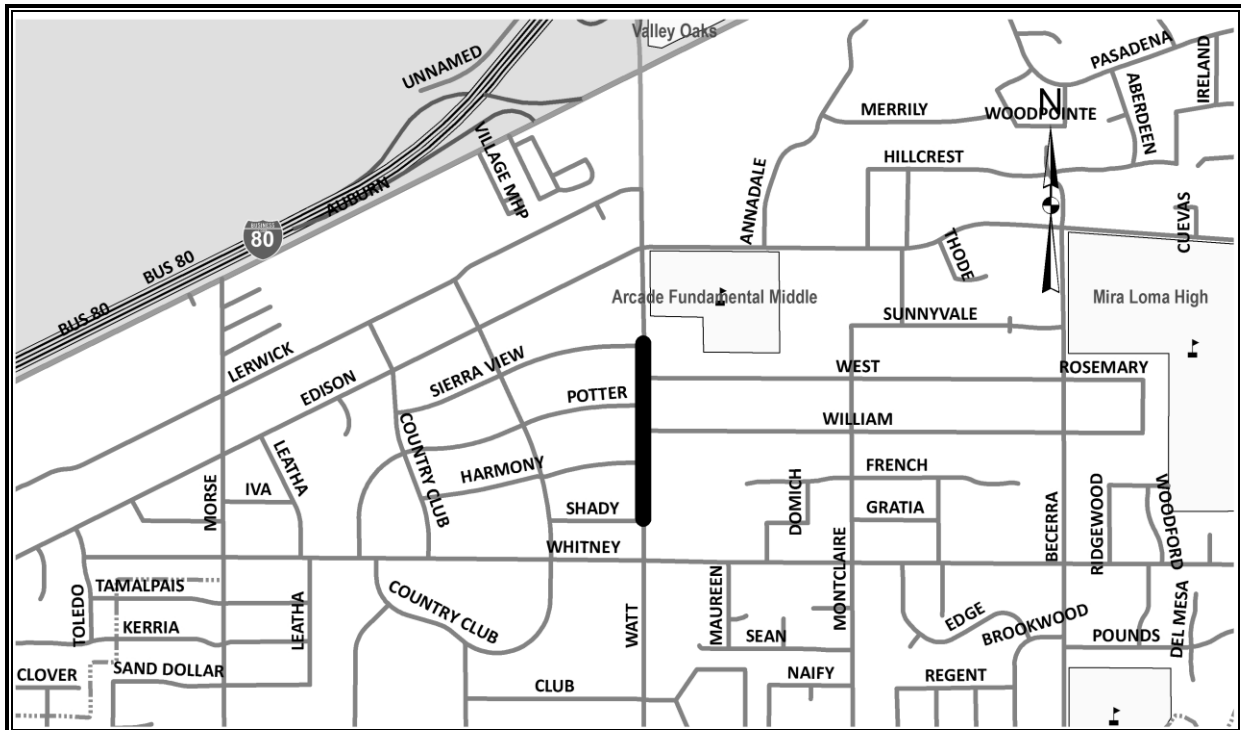 Valley Oaks
UNNAMED
PASADENA
IRELAND
ABERDEEN
N
MERRILY
WOODPOINTE
VILLAGE MHP
HILLCREST
AUBURN
ANNADALE
CUEVAS
BUSINESS
80
BUS 80
THODE
BUS 80
Arcade Fundamental Middle
Mira Loma High
SUNNYVALE
LERWICK
SIERRA VIEW
WEST
ROSEMARY
EDISON
POTTER
COUNTRY CLUB
WILLIAM
LEATHA
HARMONY
FRENCH
IVA
MORSE
DOMICH
GRATIA
RIDGEWOOD
WOODFORD
SHADY
BECERRA
WHITNEY
MONTCLAIRE
TAMALPAIS
TOLEDO
LEATHA
COUNTRY CLUB
WATT
MAUREEN
EDGE
BROOKWOOD
DEL MESA
KERRIA
SEAN
POUNDS
CLOVER
SAND DOLLAR
CLUB
NAIFY
REGENT